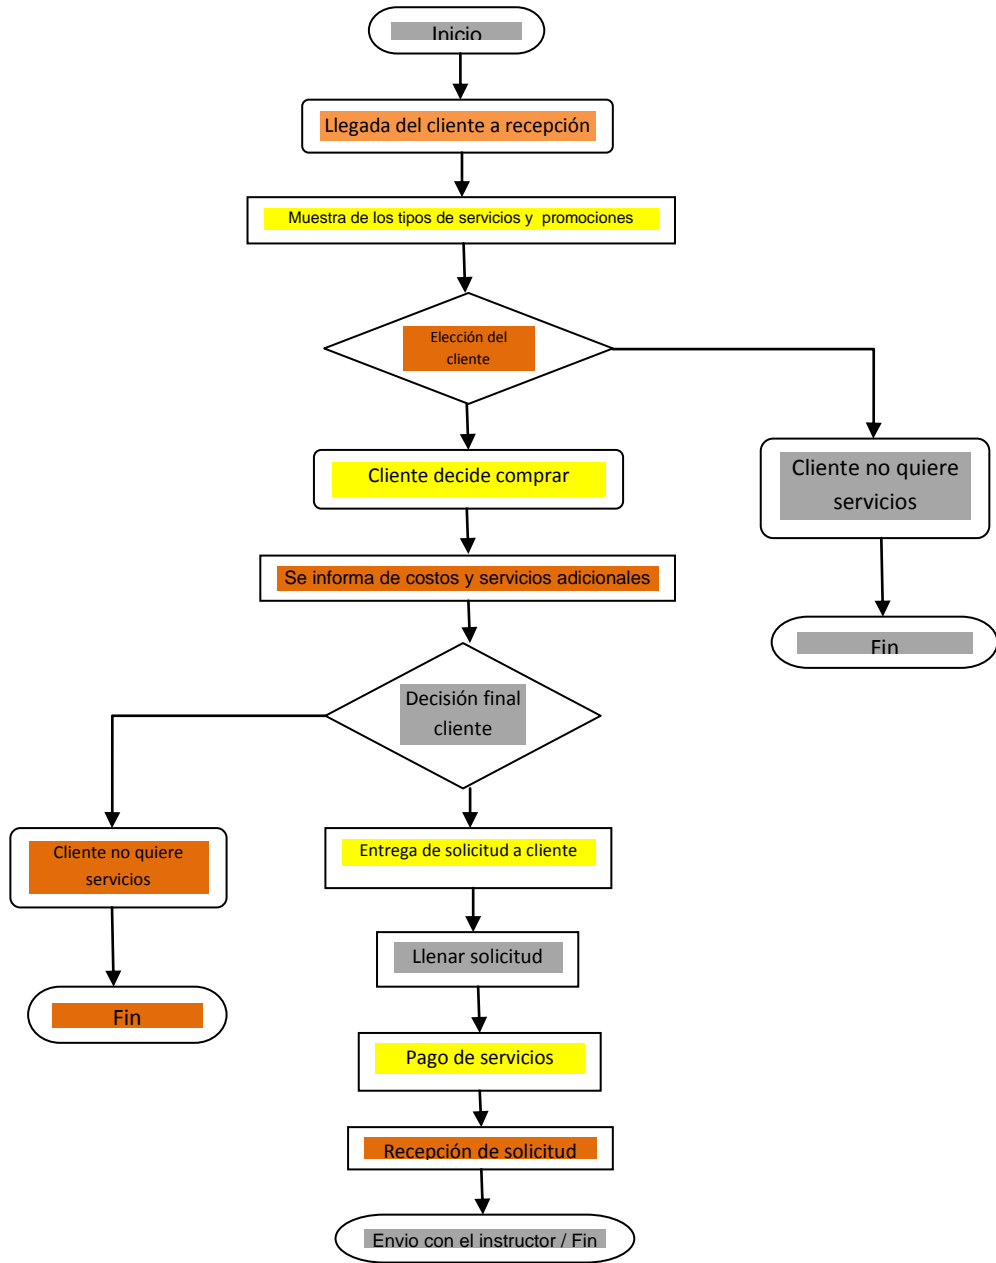 Inicio
Llegada del cliente a recepción
Muestra de los tipos de servicios y promociones
Elección del
cliente
Cliente decide comprar
Cliente no quiere
servicios
Se informa de costos y servicios adicionales
Fin
Decisión final
cliente
Cliente no quiere
servicios
Entrega de solicitud a cliente
Llenar solicitud
Fin
Pago de servicios
Recepción de solicitud
Envio con el instructor / Fin